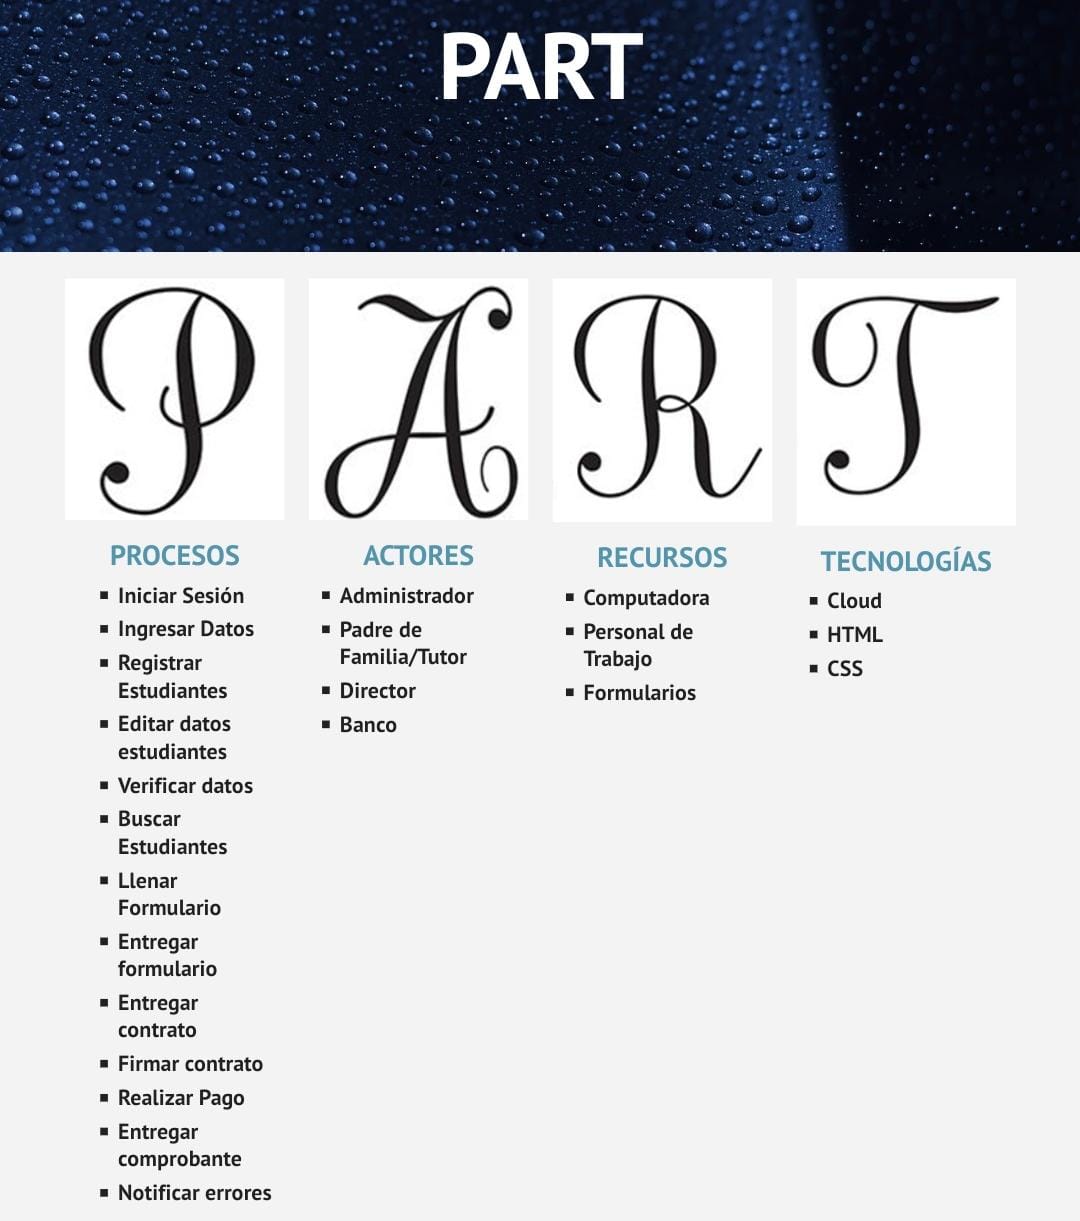 PART
P
A
R
T
PROCESOS
Iniciar Sesión
Ingresar Datos
Registrar
Estudiantes
Editar datos
estudiantes
Verificar datos
Buscar
Estudiantes
Llenar
Formulario
Entregar
formulario
Entregar
contrato
Firmar contrato
Realizar Pago
Entregar
comprobante
Notificar errores
ACTORES
Administrador
Padre de
Familia/Tutor
Director
Banco
RECURSOS
Computadora
Personal de
Trabajo
Formularios
TECNOLOGÍAS
Cloud
HTML
CSS